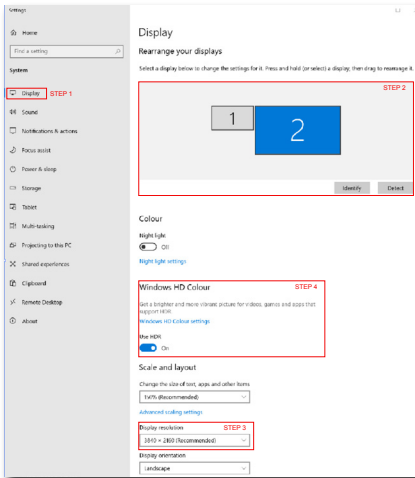 Settings
Home
Display
Find a setting
Rearrange your displays
System
Select a display below to change the settings for it. Press and hold (or select) a display, then drag to rearrange it.
Display STEP 1
STEP 2
Sound
1
2
Notifications & actions
Focus assist
Power & sleep
Storage
Identify
Detect
Tablet
Colour
Multi-tasking
Night light
Off
Projecting to this PC
Night light settings
Shared experiences
Clipboard
Windows HD Colour STEP 4
Remote Desktop
Get a brighter and more vibrant picture for videos, games and apps that
support HDR.
About
Windows HD Colour settings
Use HDR
On
Scale and layout
Change the size of text, apps and other items
150% (Recommended)
Advanced scaling settings
Display resolution STEP 3
3840 × 2160 (Recommended)
Display orientation
Landscape